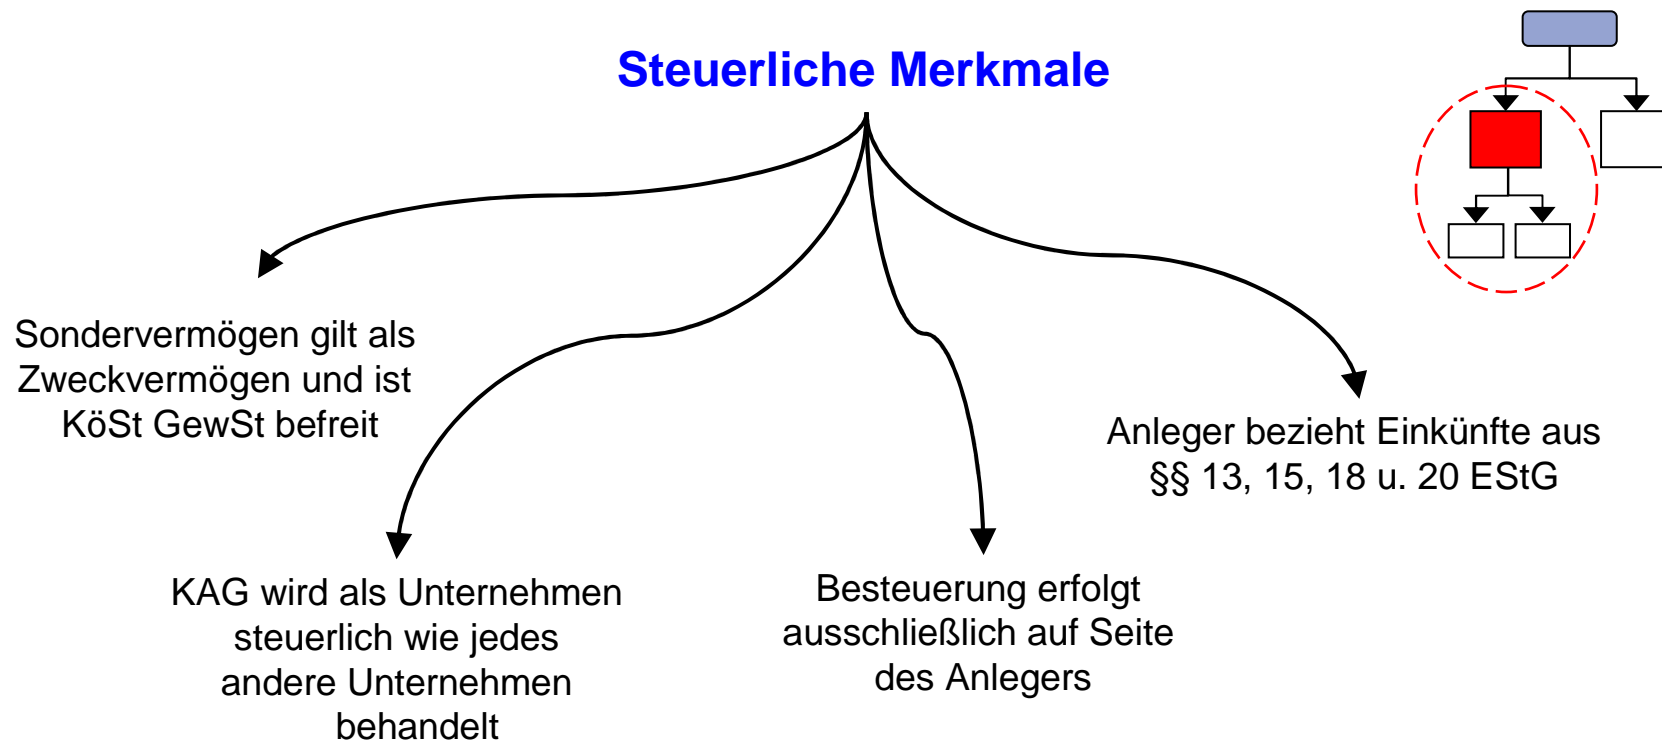 Steuerliche Merkmale
Sondervermögen gilt als
Zweckvermögen und ist
KöSt GewSt befreit
KAG wird als Unternehmen
steuerlich wie jedes
andere Unternehmen
behandelt
Besteuerung erfolgt
ausschließlich auf Seite
des Anlegers
Anleger bezieht Einkünfte aus
§§ 13, 15, 18 u. 20 EStG